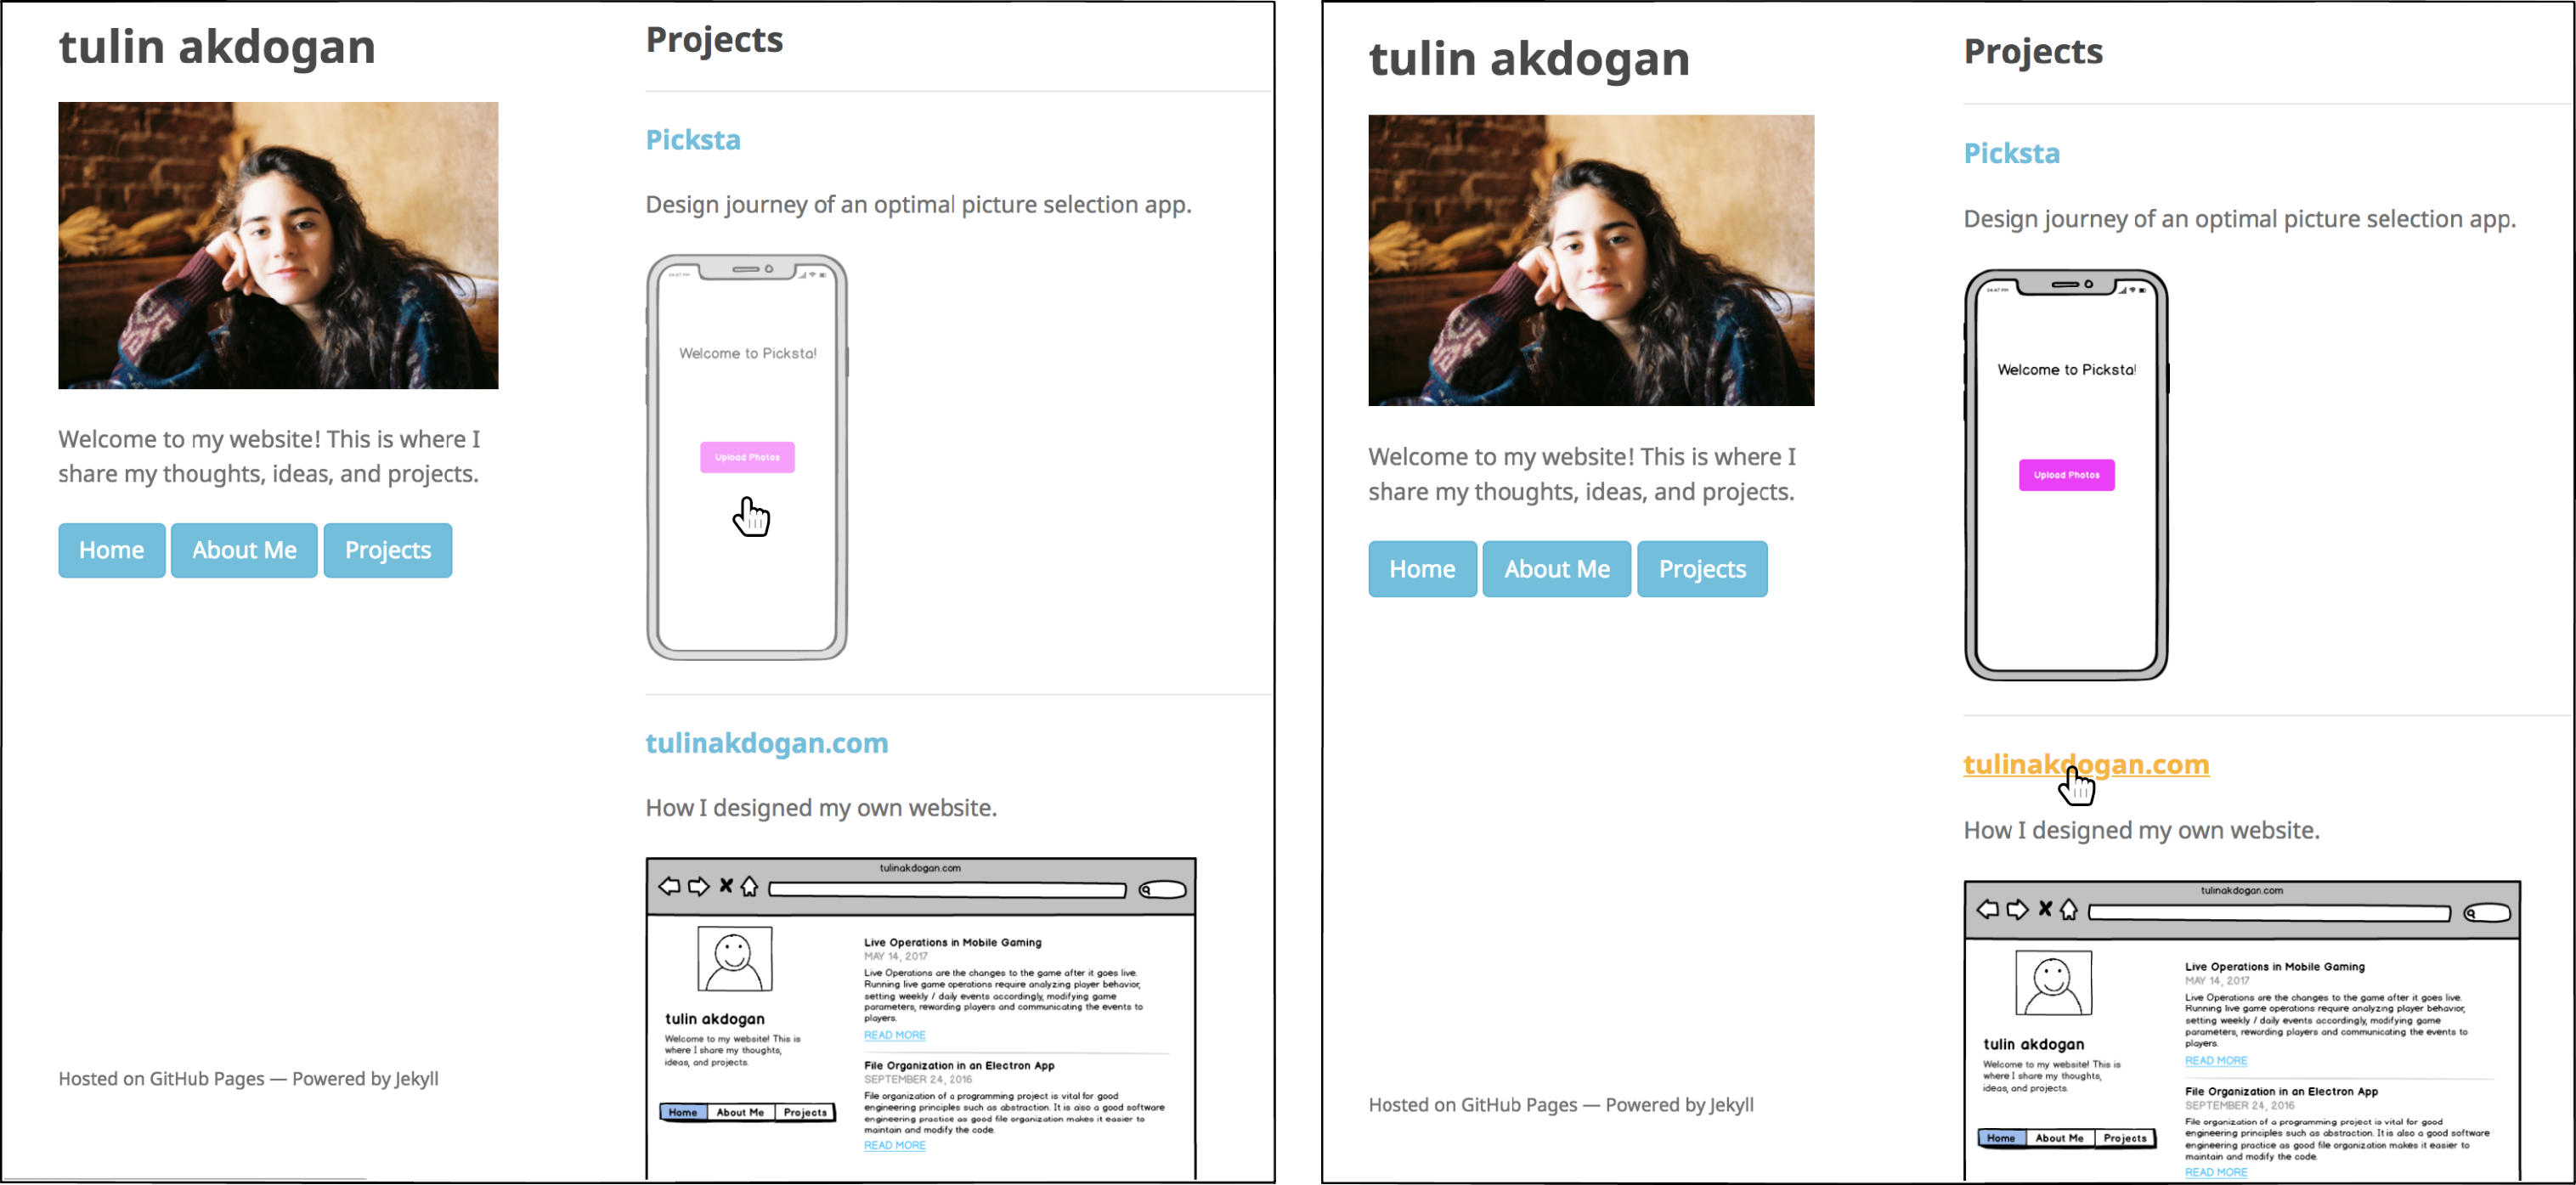 tulin akdogan
Welcome to my website! This is where I
share my thoughts, ideas, and projects.
Home About Me Projects
Hosted on GitHub Pages — Powered by Jekyll
Projects
Picksta
Design journey of an optimal picture selection app.
04:47 PM
Welcome to Picksta!
Upload Photos
tulinakdogan.com
How I designed my own website.
tulinakdogan.com
tulin akdogan
Welcome to my website! This is
where I share my thoughts,
ideas, and projects.
Home About Me Projects
Live Operations in Mobile Gaming
MAY 14, 2017
Live Operations are the changes to the game after it goes live.
Running live game operations require analyzing player behavior,
setting weekly / daily events accordingly, modifying game
parameters, rewarding players and communicating the events to
players.
READ MORE
File Organization in an Electron App
SEPTEMBER 24, 2016
File organization of a programming project is vital for good
engineering principles such as abstraction. It is also a good software
engineering practice as good file organization makes it easier to
maintain and modify the code.
READ MORE
tulin akdogan
Welcome to my website! This is where I
share my thoughts, ideas, and projects.
Home About Me Projects
Hosted on GitHub Pages — Powered by Jekyll
Projects
Picksta
Design journey of an optimal picture selection app.
04:47 PM
Welcome to Picksta!
Upload Photos
tulinakdogan.com
How I designed my own website.
tulinakdogan.com
tulin akdogan
Welcome to my website! This is
where I share my thoughts,
ideas, and projects.
Home About Me Projects
Live Operations in Mobile Gaming
MAY 14, 2017
Live Operations are the changes to the game after it goes live.
Running live game operations require analyzing player behavior,
setting weekly / daily events accordingly, modifying game
parameters, rewarding players and communicating the events to
players.
READ MORE
File Organization in an Electron App
SEPTEMBER 24, 2016
File organization of a programming project is vital for good
engineering principles such as abstraction. It is also a good software
engineering practice as good file organization makes it easier to
maintain and modify the code.
READ MORE